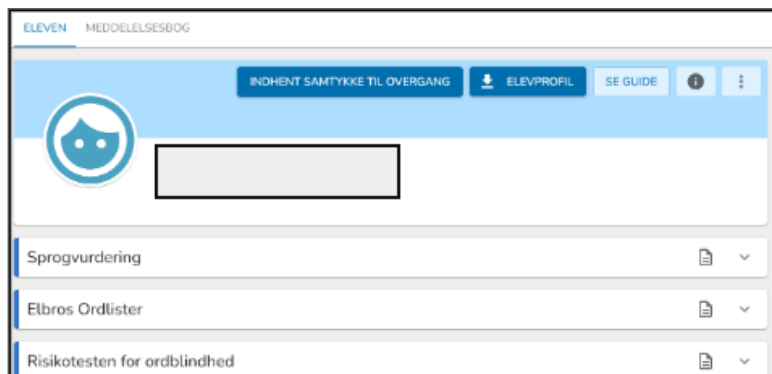 ELEVEN MEDDELELSESBOG
INDHENT SAMTYKKE TIL OVERGANG ELEVPROFIL SE GUIDE
Sprogvurdering
Elbros Ordlister
Risikotesten for ordblindhed